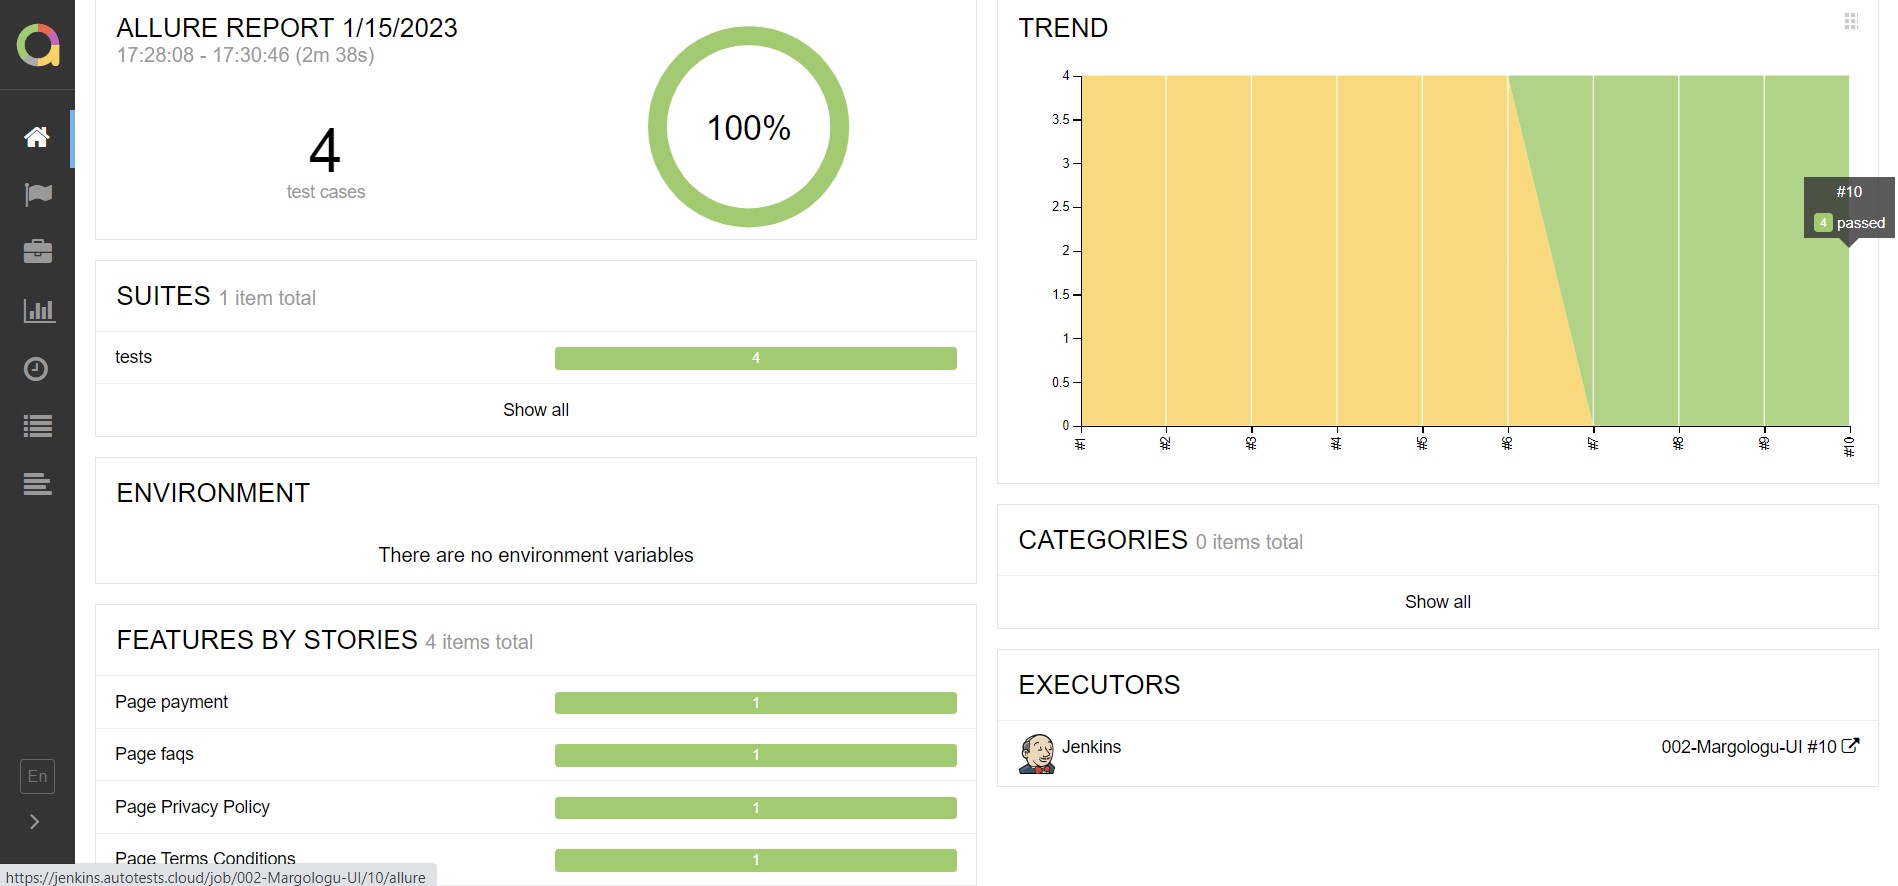 ALLURE REPORT 1/15/2023
17:28:08 - 17:30:46 (2m 38s)
4
test cases
100%
SUITES 1 item total
tests 4
Show all
ENVIRONMENT
There are no environment variables
FEATURES BY STORIES 4 items total
Page payment 1
Page faqs 1
Page Privacy Policy 1
Page Terms Conditions 1
En
https://jenkins.autotests.cloud/job/002-Margologu-UI/10/allure
TREND
4
3.5
3
2.5
2
1.5
1
0.5
0
#1 #2 #3 #4 #5 #6 #7 #8 #9 #10
#10
4 passed
CATEGORIES 0 items total
Show all
EXECUTORS
Jenkins 002-Margologu-UI #10